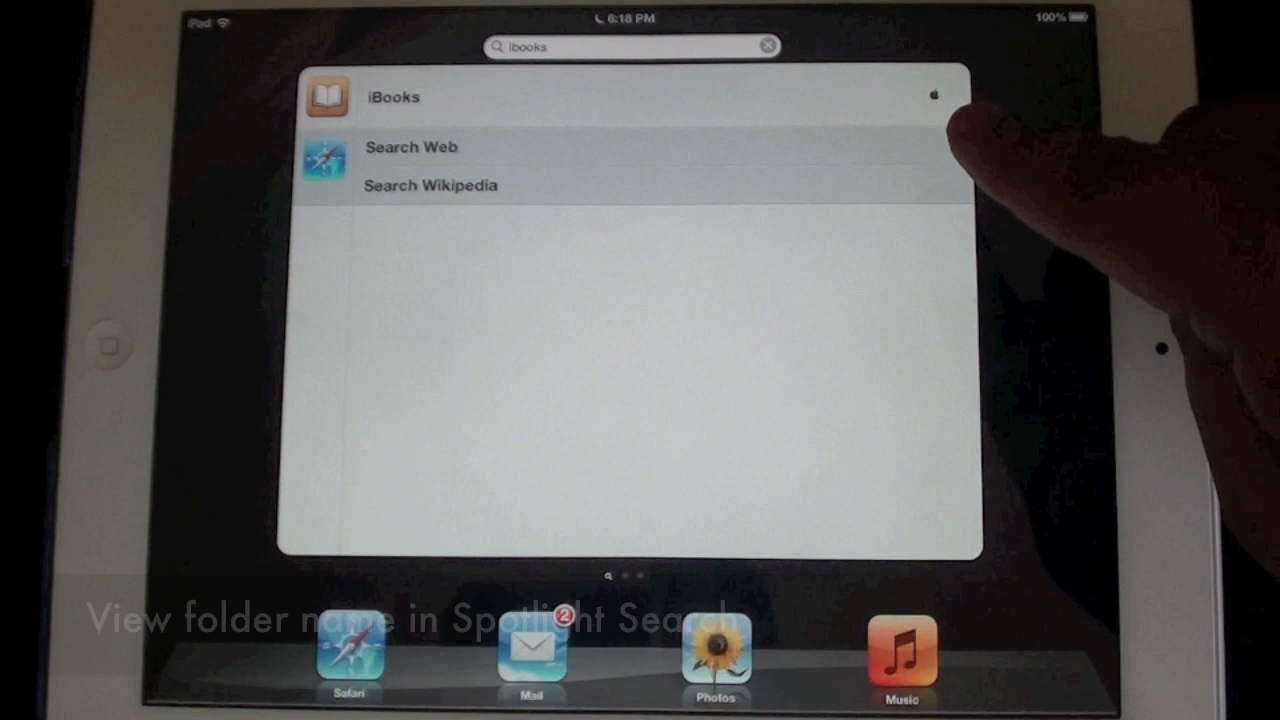 iPad
6:18 PM
100%
ibooks
iBooks
Search Web
Search Wikipedia
View folder name in Spotlight Search
2
Safari
Mail
Photos
Music